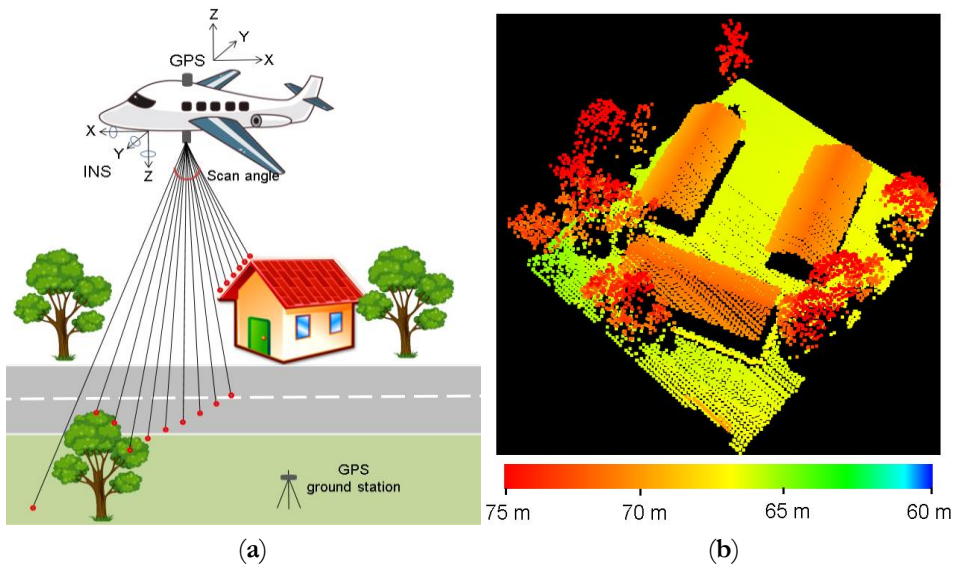 Z
Y
X
GPS
X
Y
Z
INS
Scan angle
GPS
ground station
75 m
70 m
65 m
60 m
(a)
(b)